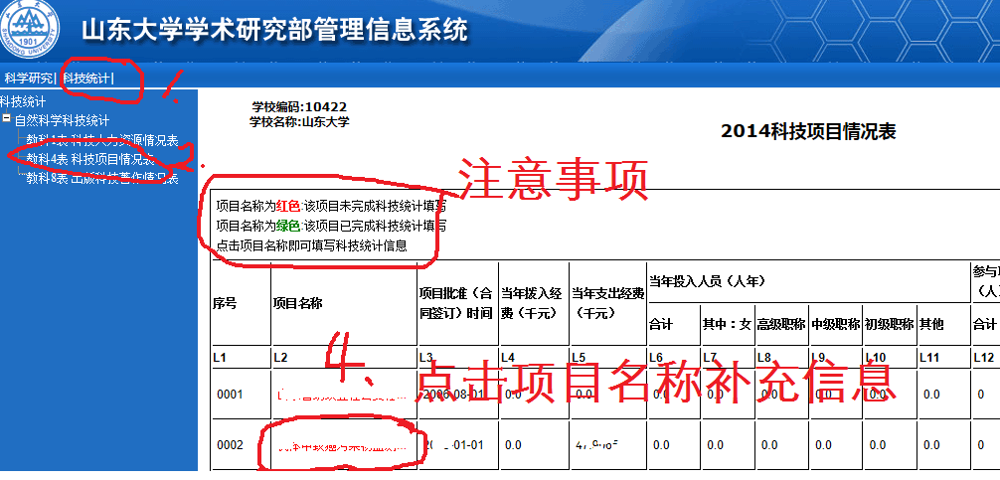 山东大学学术研究部管理信息系统
1901
科学研究| 科技统计|
1.
科技统计
自然科学科技统计
教科1表 科技人力资源情况表
教科4表 科技项目情况表
2.
教科8表 出版科技著作情况表
学校编码:10422
学校名称:山东大学
2014科技项目情况表
注意事项
项目名称为红色:该项目未完成科技统计填写
项目名称为绿色:该项目已完成科技统计填写
点击项目名称即可填写科技统计信息
序号 项目名称 项目批准（合同签订）时间 当年拨入经费（千元） 当年支出经费（千元） 当年投入人员（人年） 参与
（人）
合计 其中：女 高级职称 中级职称 初级职称 其他 合计
L1 L2 L3 L4 L5 L6 L7 L8 L9 L10 L11 L12
4、点击项目名称补充信息
0001 08-01 0.0 0.0 0.0 0.0 0.0 0.0 0.0 0.0 0
0002 01-01 0.0 0.0 0.0 0.0 0.0 0.0 0.0 0